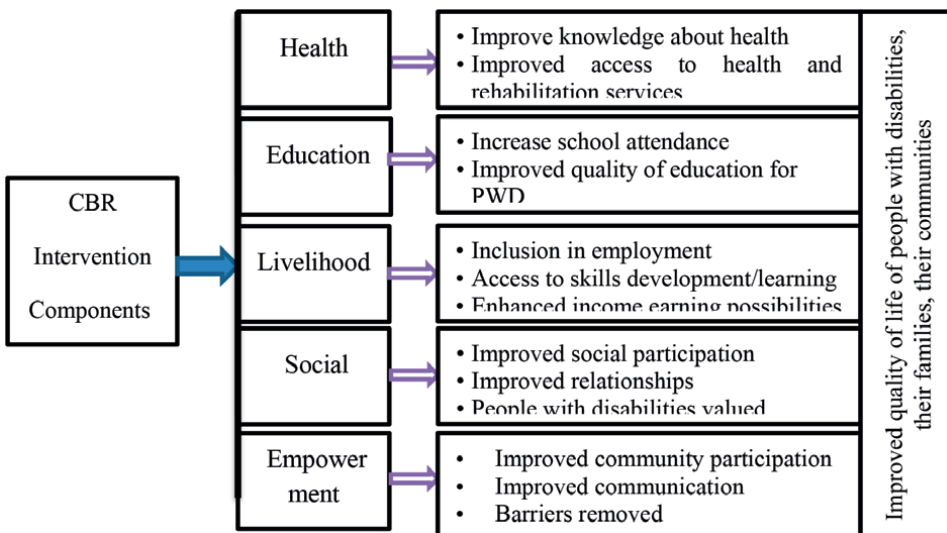 CBR
Intervention
Components
Health
• Improve knowledge about health
• Improved access to health and
rehabilitation services
Education
• Increase school attendance
• Improved quality of education for
PWD
Livelihood
• Inclusion in employment
• Access to skills development/learning
• Enhanced income earning possibilities
Social
• Improved social participation
• Improved relationships
• People with disabilities valued
Empower
ment
• Improved community participation
• Improved communication
• Barriers removed
Improved quality of life of people with disabilities,
their families, their communities